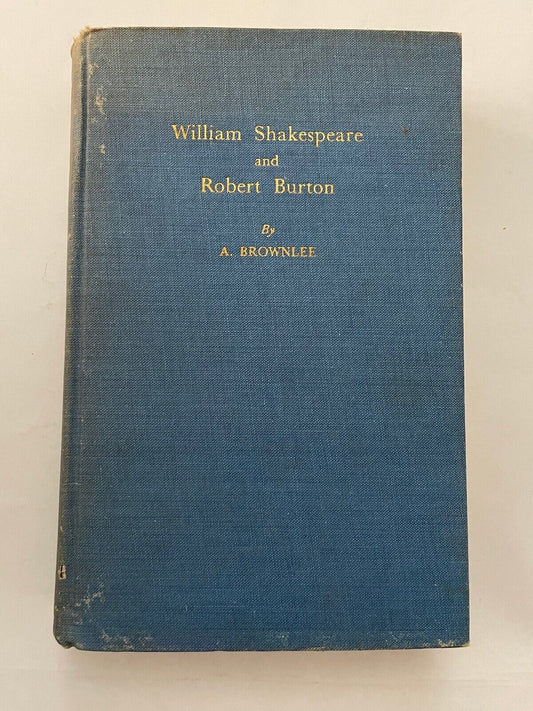 William Shakespeare
and
Robert Burton
By
A. BROWNLEE